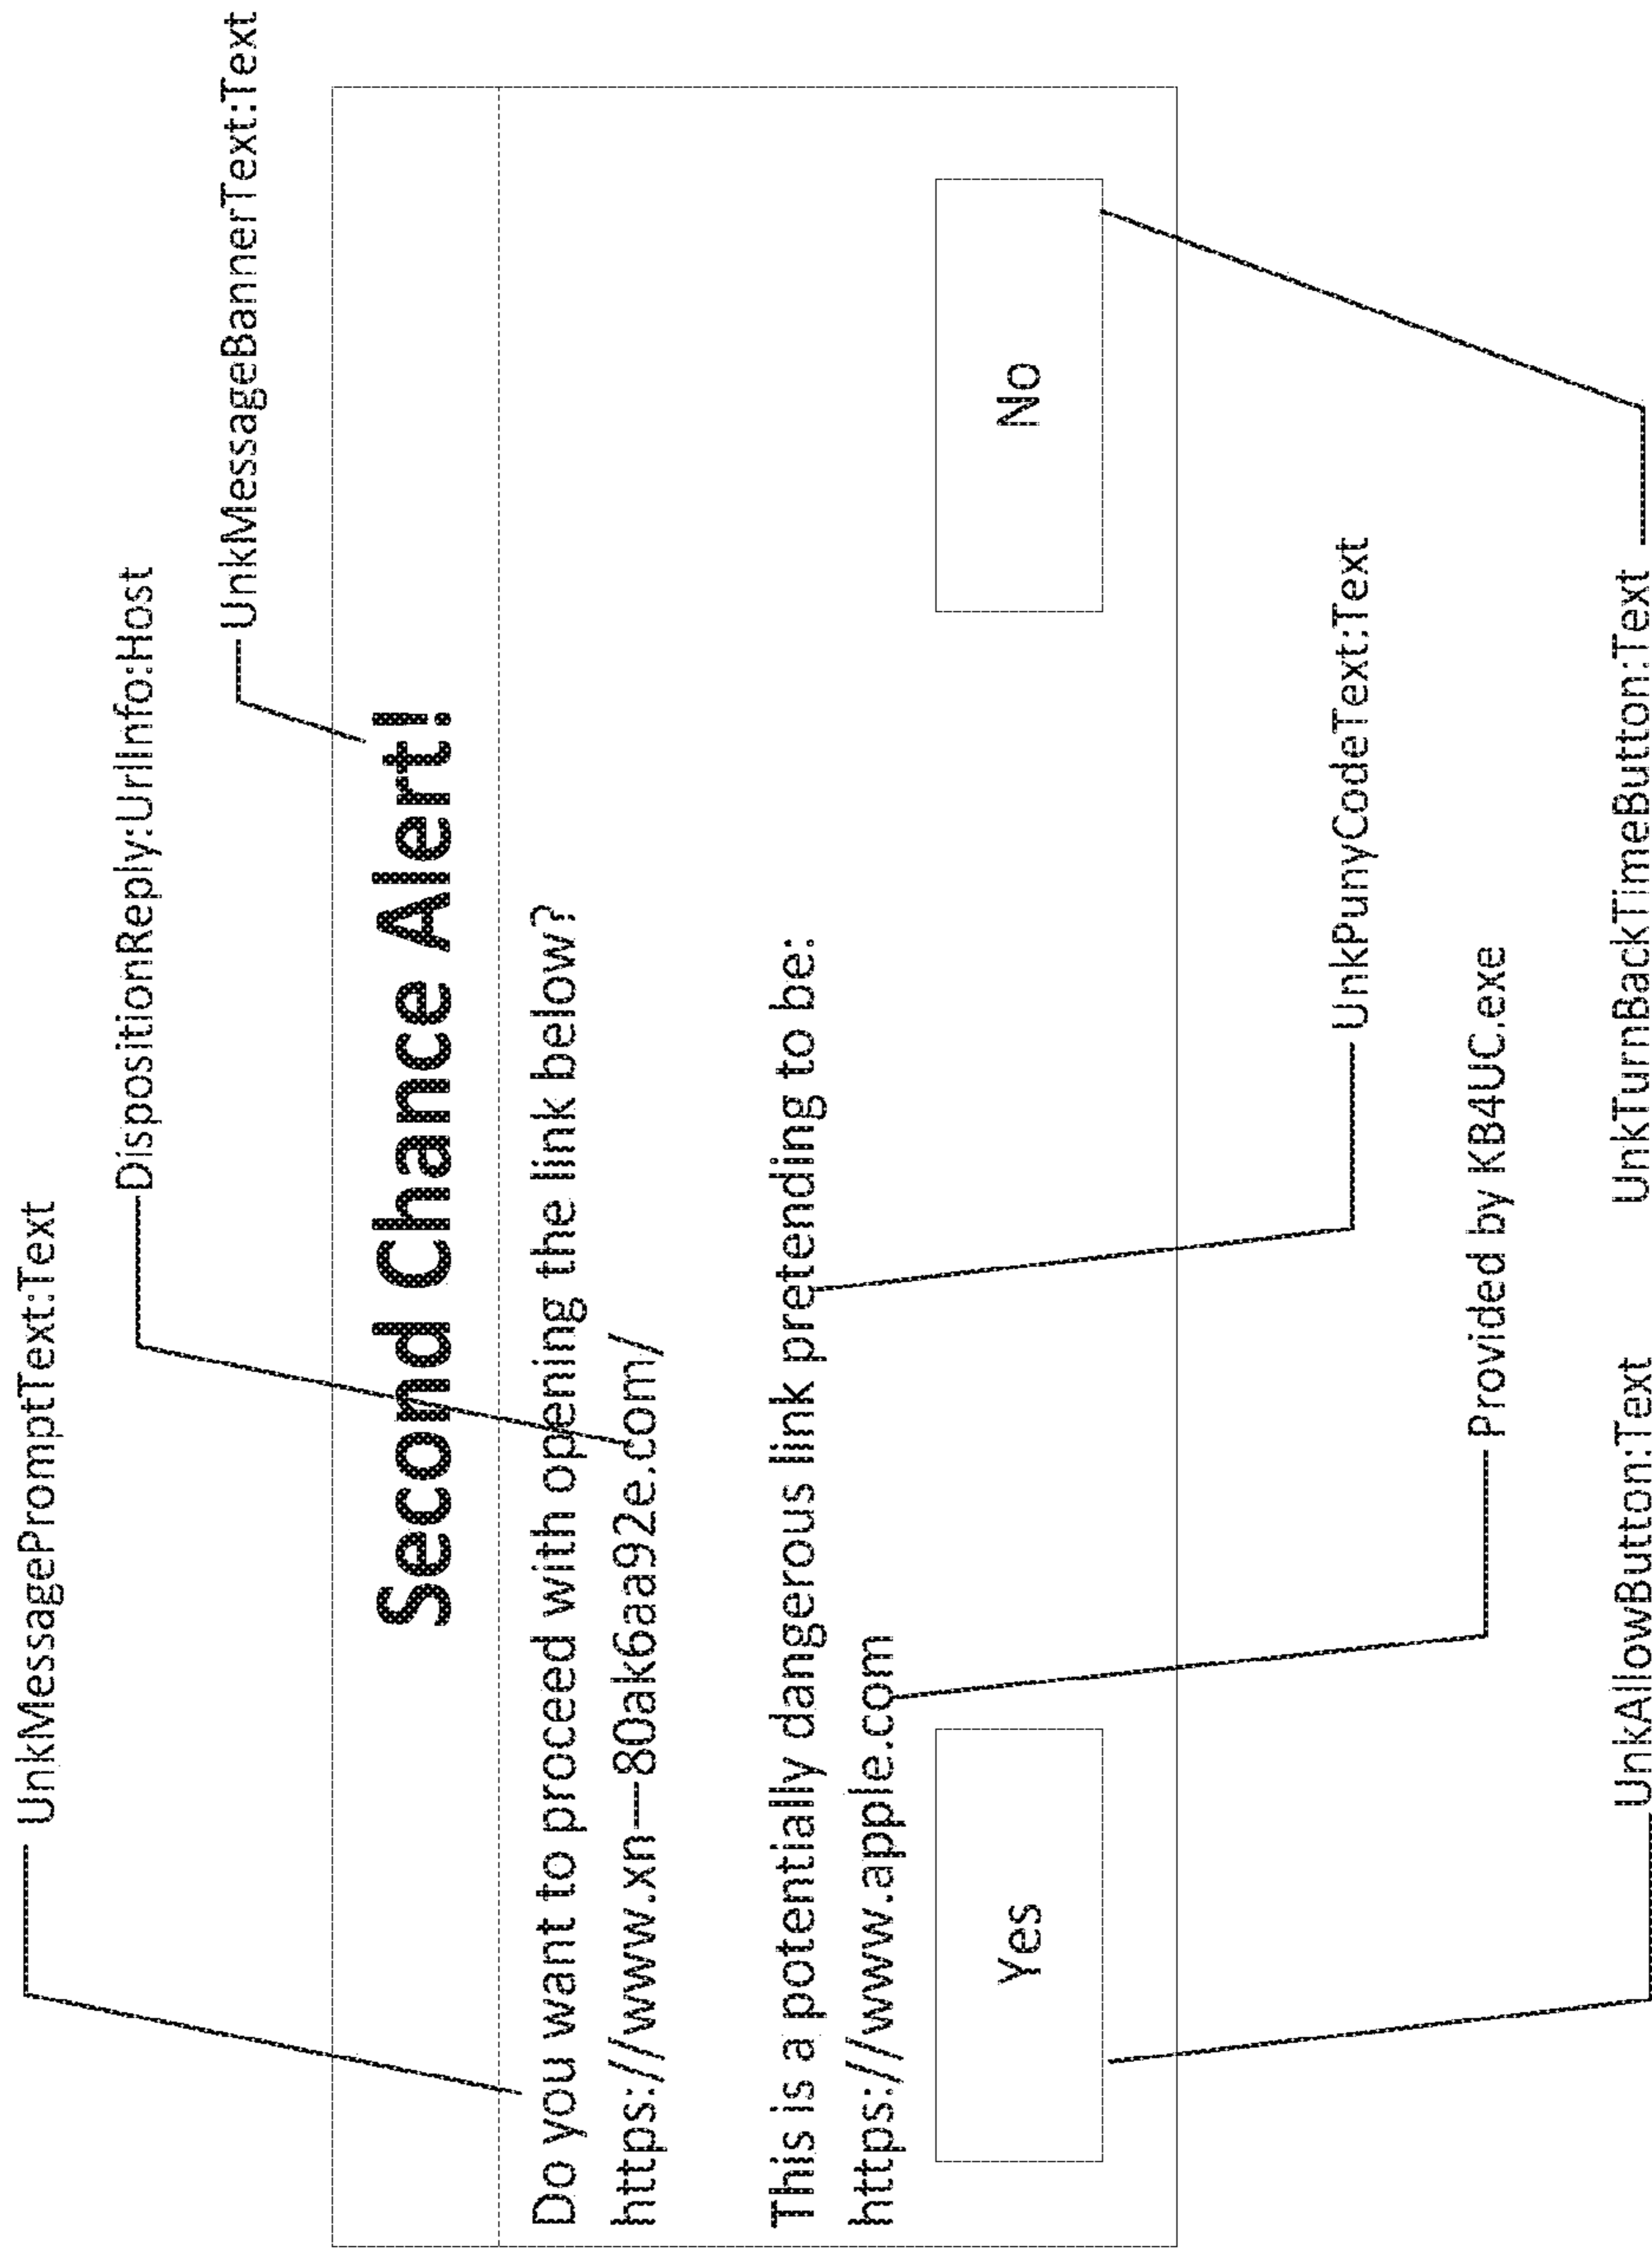 UnkMessagePromptText:Text
DispositionReply:UrlInfo:Host
UnkMessageBannerText:Text
Second Chance Alert!
Do you want to proceed with opening the link below?
https://www.xn—80ak6aa92e.com/
This is a potentially dangerous link pretending to be:
https://www.apple.com
Yes
No
UnkPunyCodeText:Text
Provided by KB4UC.exe
UnkAllowButton:Text
UnkTurnBackTimeButton:Text